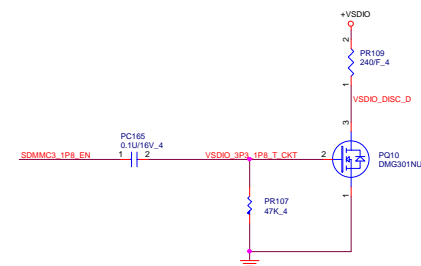 +VSDIO
2
PR109
240/F_4
1
VSDIO_DISC_D
3
PC165
0.1U/16V_4
SDMMC3_1P8_EN
1
2
VSDIO_3P3_1P8_T_CKT
2
PQ10
DMG301NU
1
PR107
47K_4